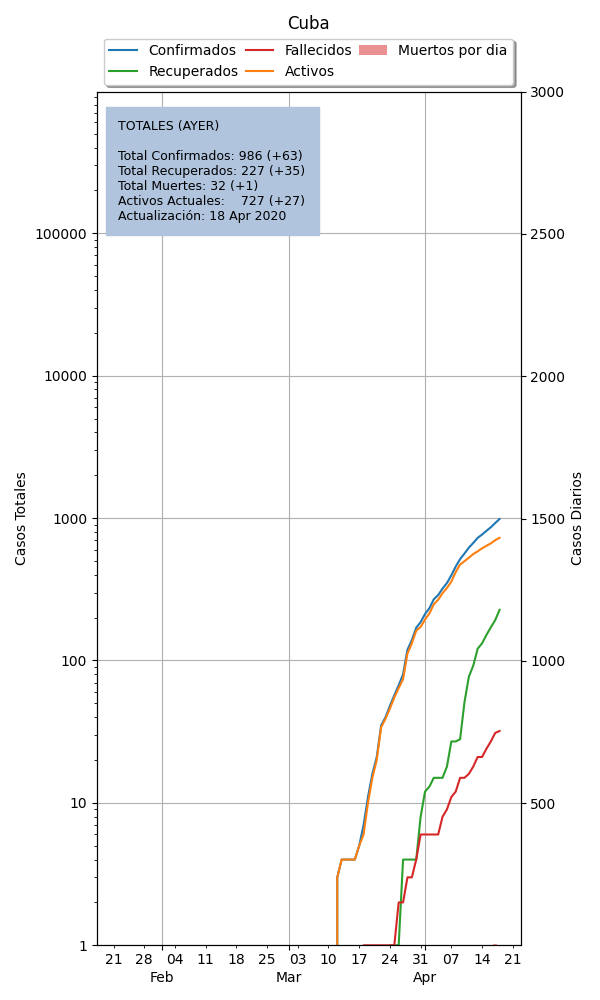 Cuba
Confirmados Fallecidos Muertos por dia
Recuperados Activos
TOTALES (AYER)
Total Confirmados: 986 (+63)
Total Recuperados: 227 (+35)
Total Muertes: 32 (+1)
Activos Actuales: 727 (+27)
Actualización: 18 Apr 2020
3000
100000 2500
10000 2000
Casos Totales
Casos Diarios
1000 1500
100 1000
10 500
1
21 28 04 11 18 25 03 10 17 24 31 07 14 21
Feb Mar Apr